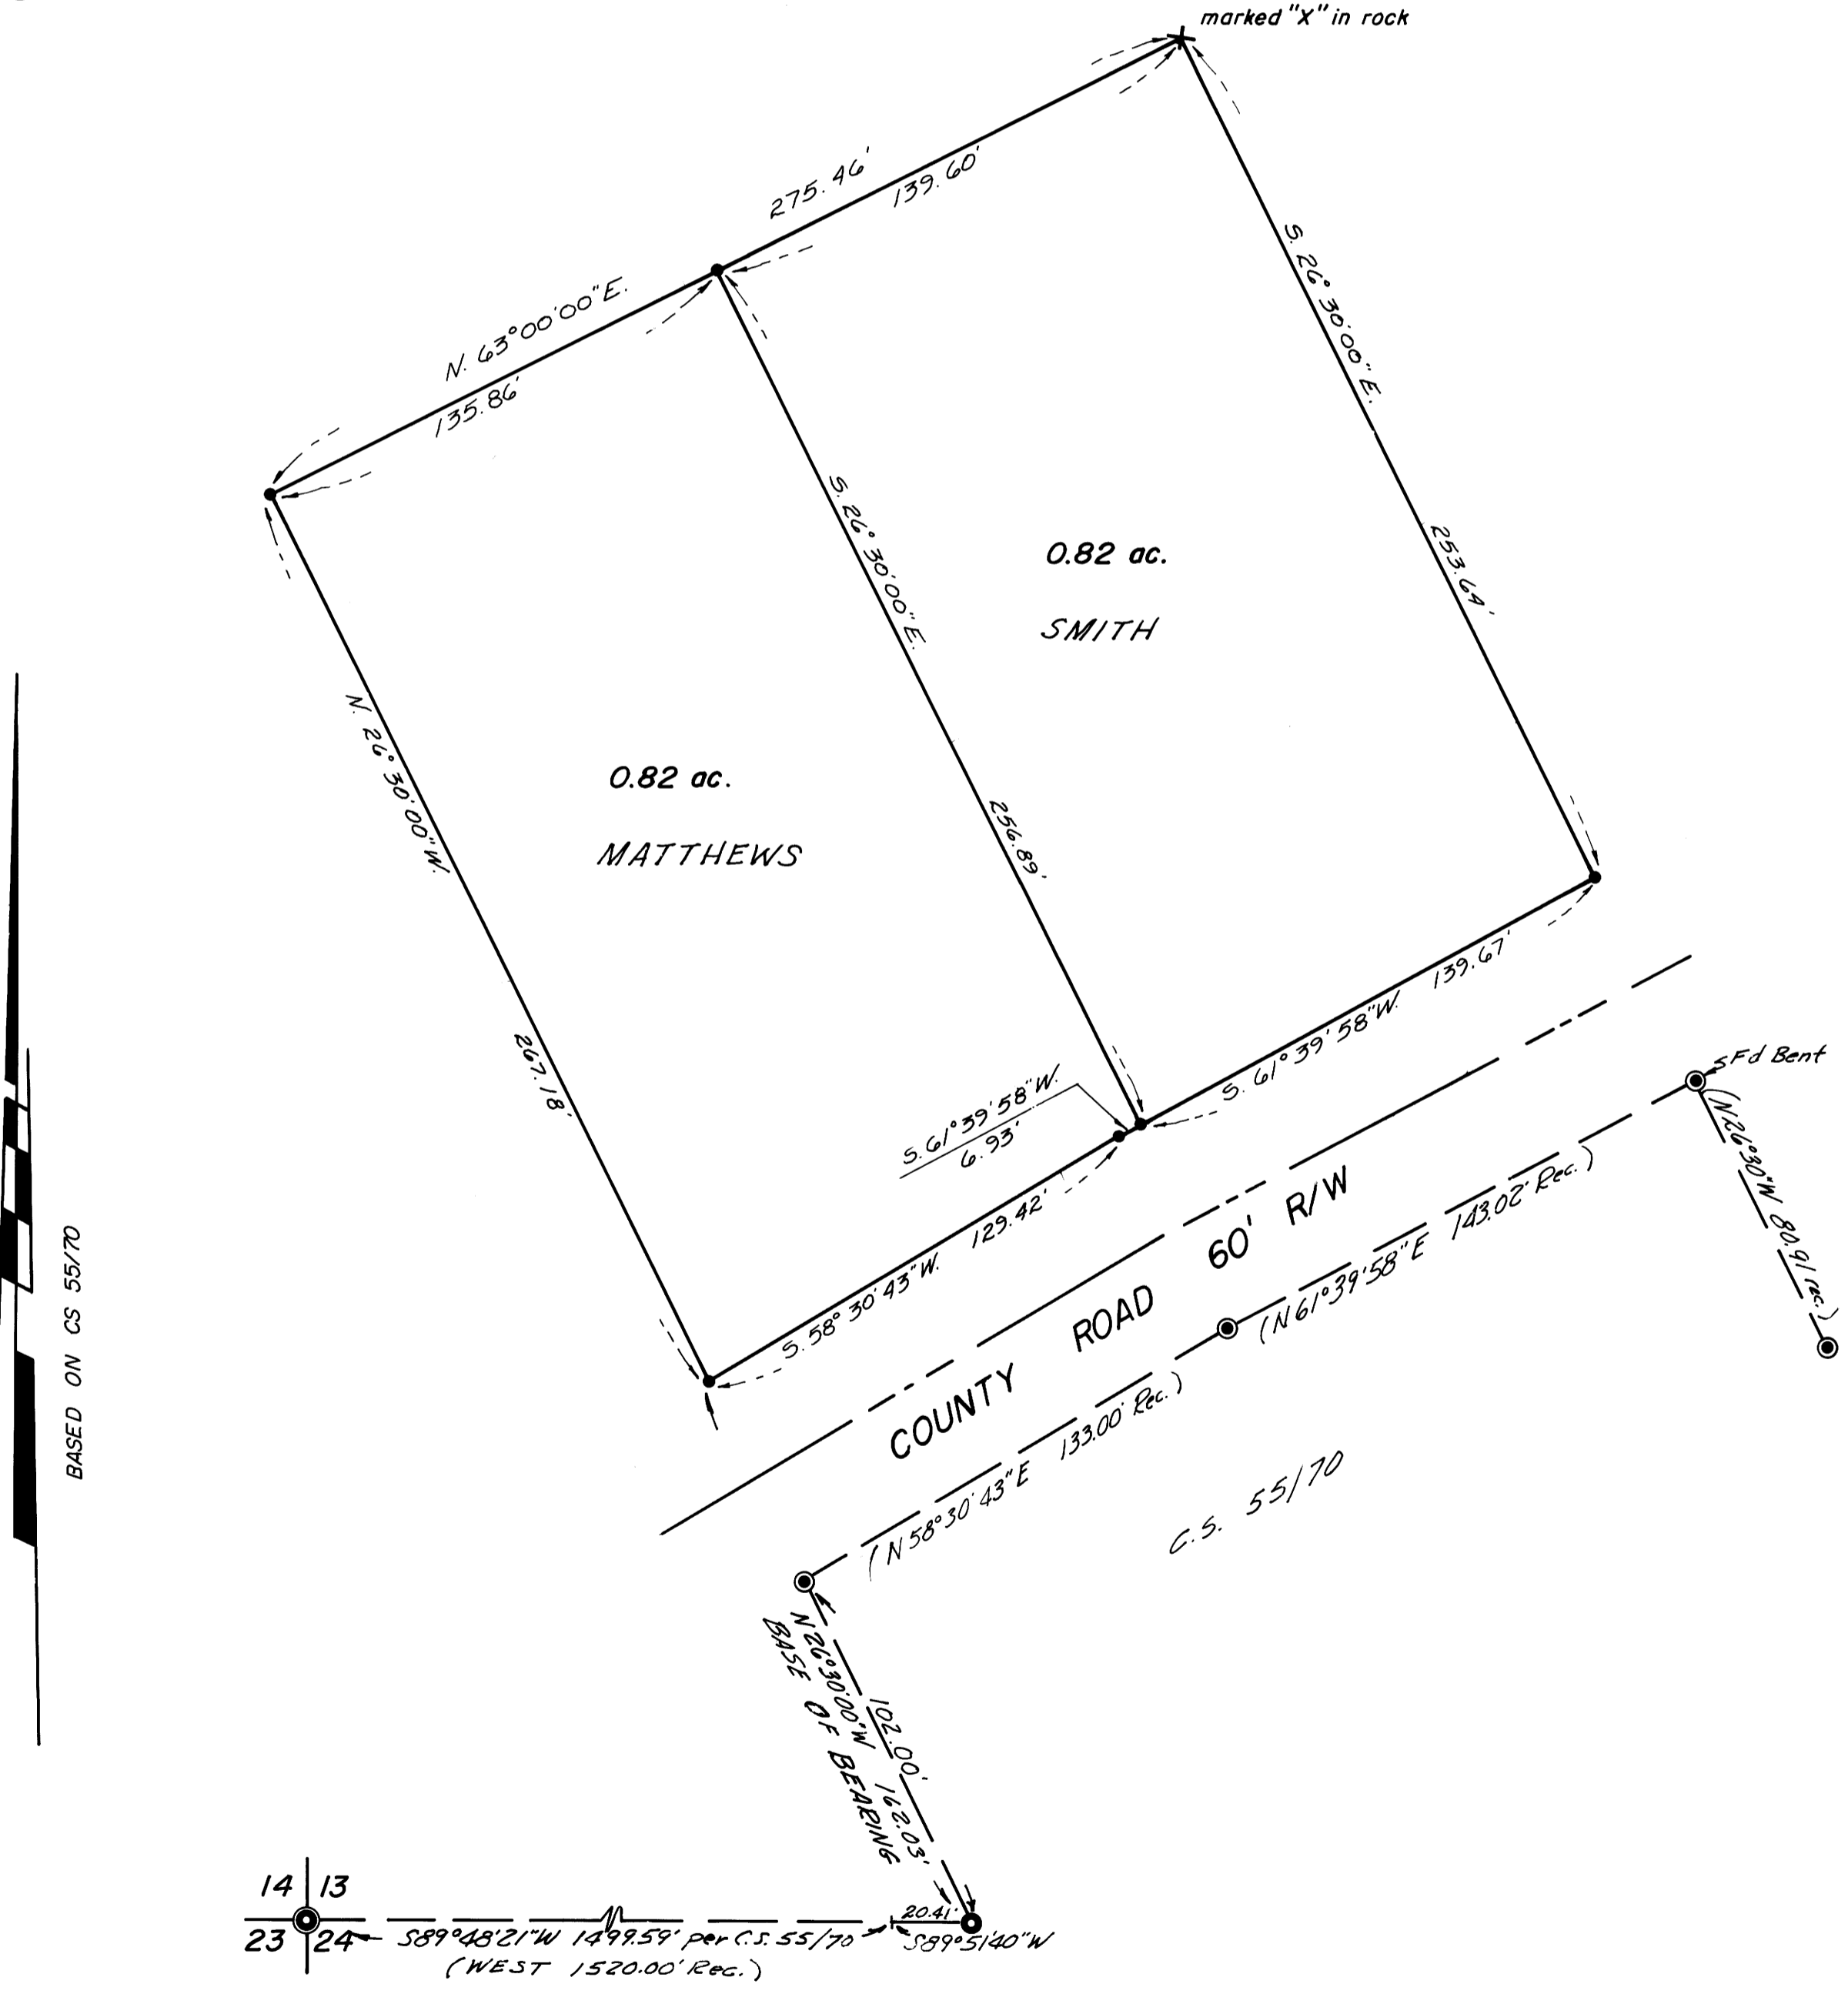 marked "X" in rock
275.46'
139.60'
N. 63°00'00"E.
135.86'
S. 26°30'00"E.
253.64'
S. 26°30'00"E.
256.89'
0.82 ac.
SMITH
0.82 ac.
MATTHEWS
N. 26°30'00"W.
267.18'
S. 61°39'58"W. 139.67'
S. 61°39'58"W.
6.93'
S. 58°30'43"W. 129.42'
COUNTY ROAD 60' R/W
Fd Bent
(N26°30'W 80.91 rec.)
(N61°39'58"E 143.02' Rec.)
(N58°30'43"E 133.00' Rec.)
C.S. 55/70
BASED ON CS 55/70
102.00'
N26°30'00"W 162.03'
BASE OF BEARING
14 13
23 24
20.41'
S89°48'21"W 1499.59' per C.S. 55/70
S89°51'40"W
(WEST 1520.00' Rec.)